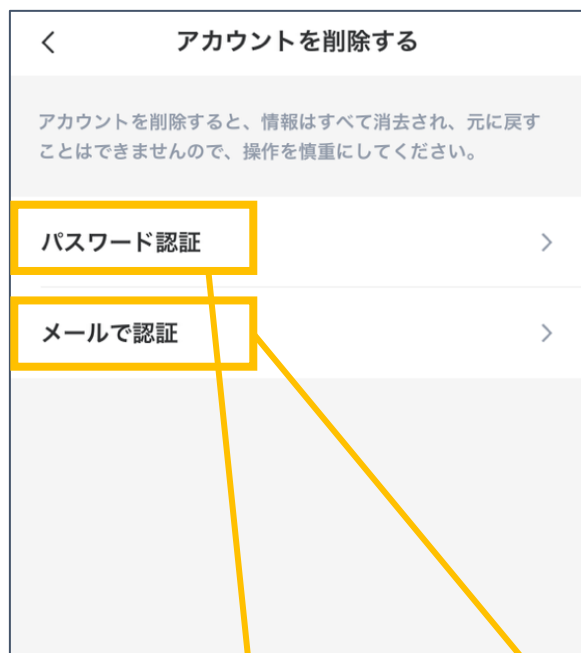 アカウントを削除する
アカウントを削除すると、情報はすべて消去され、元に戻す
ことはできませんので、操作を慎重にしてください。
パスワード認証
メールで認証